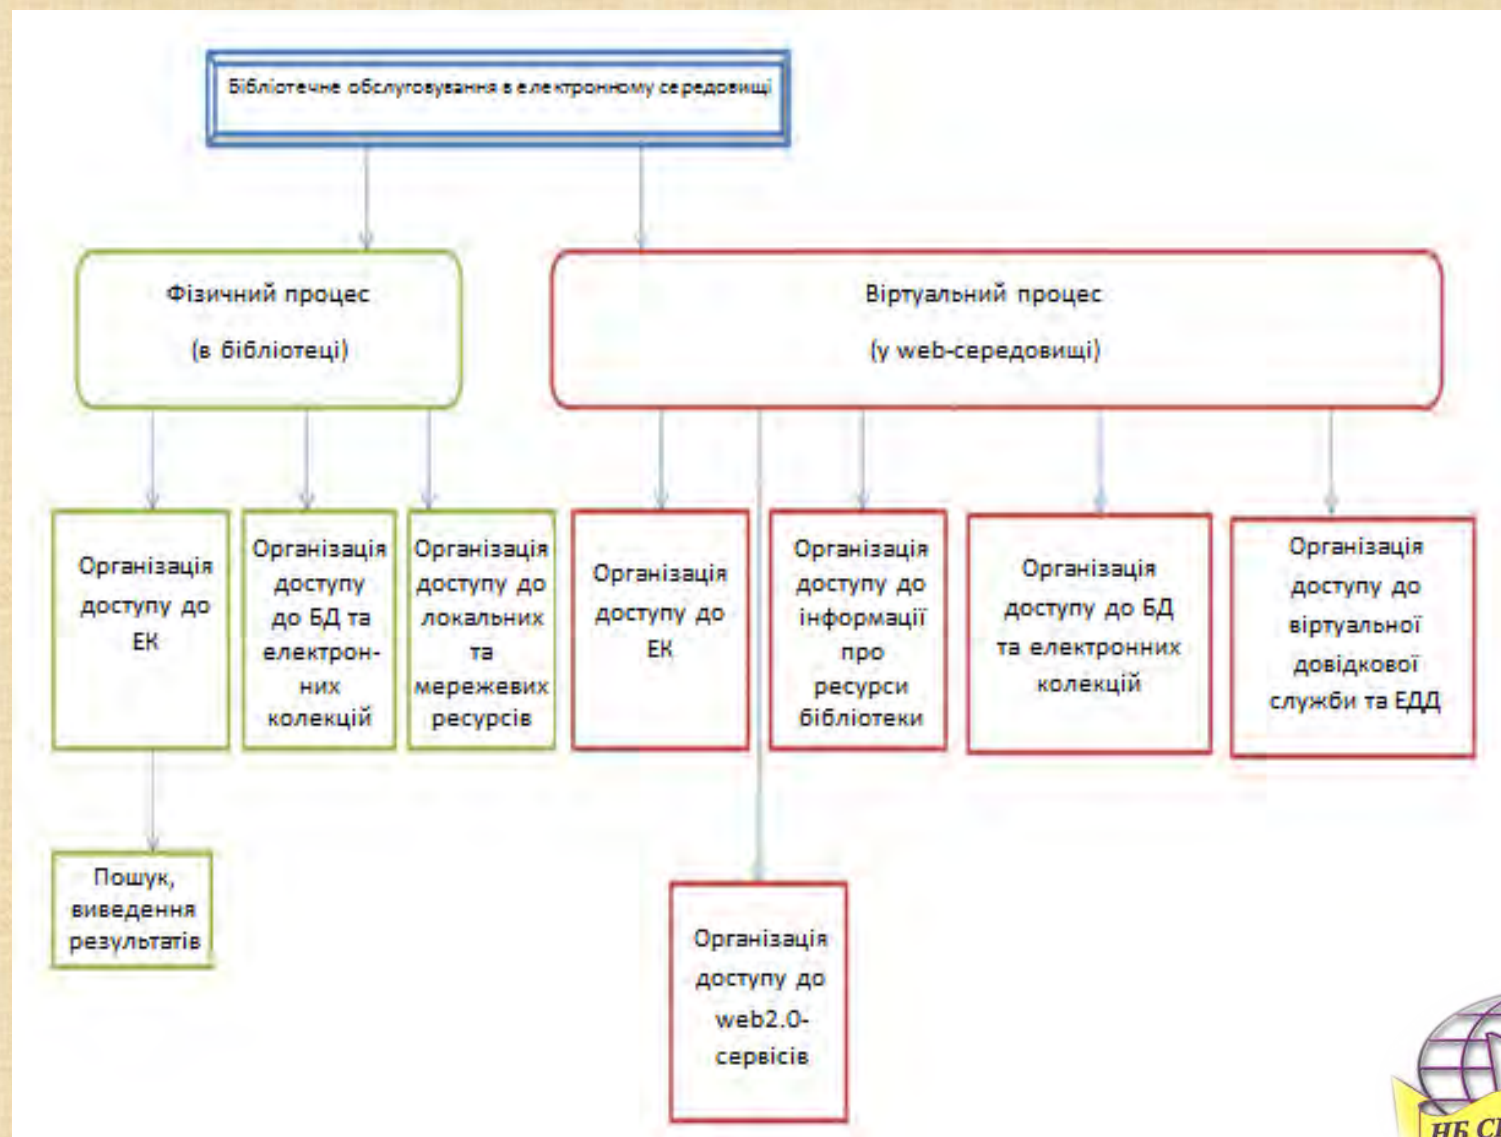 Бібліотечне обслуговування в електронному середовищі
Фізичний процес
(в бібліотеці)
Віртуальний процес
(у web-середовищі)
Організація
доступу до
ЕК
Організація
доступу
до БД та
електрон-
них
колекцій
Організація
доступу до
локальних
та
мережевих
ресурсів
Організація
доступу до
ЕК
Організація
доступу до
інформації
про
ресурси
бібліотеки
Організація
доступу до БД
та електронних
колекцій
Організація
доступу до
віртуальної
довідкової
служби та ЕДД
Пошук,
виведення
результатів
Організація
доступу до
web2.0-
сервісів
НБ